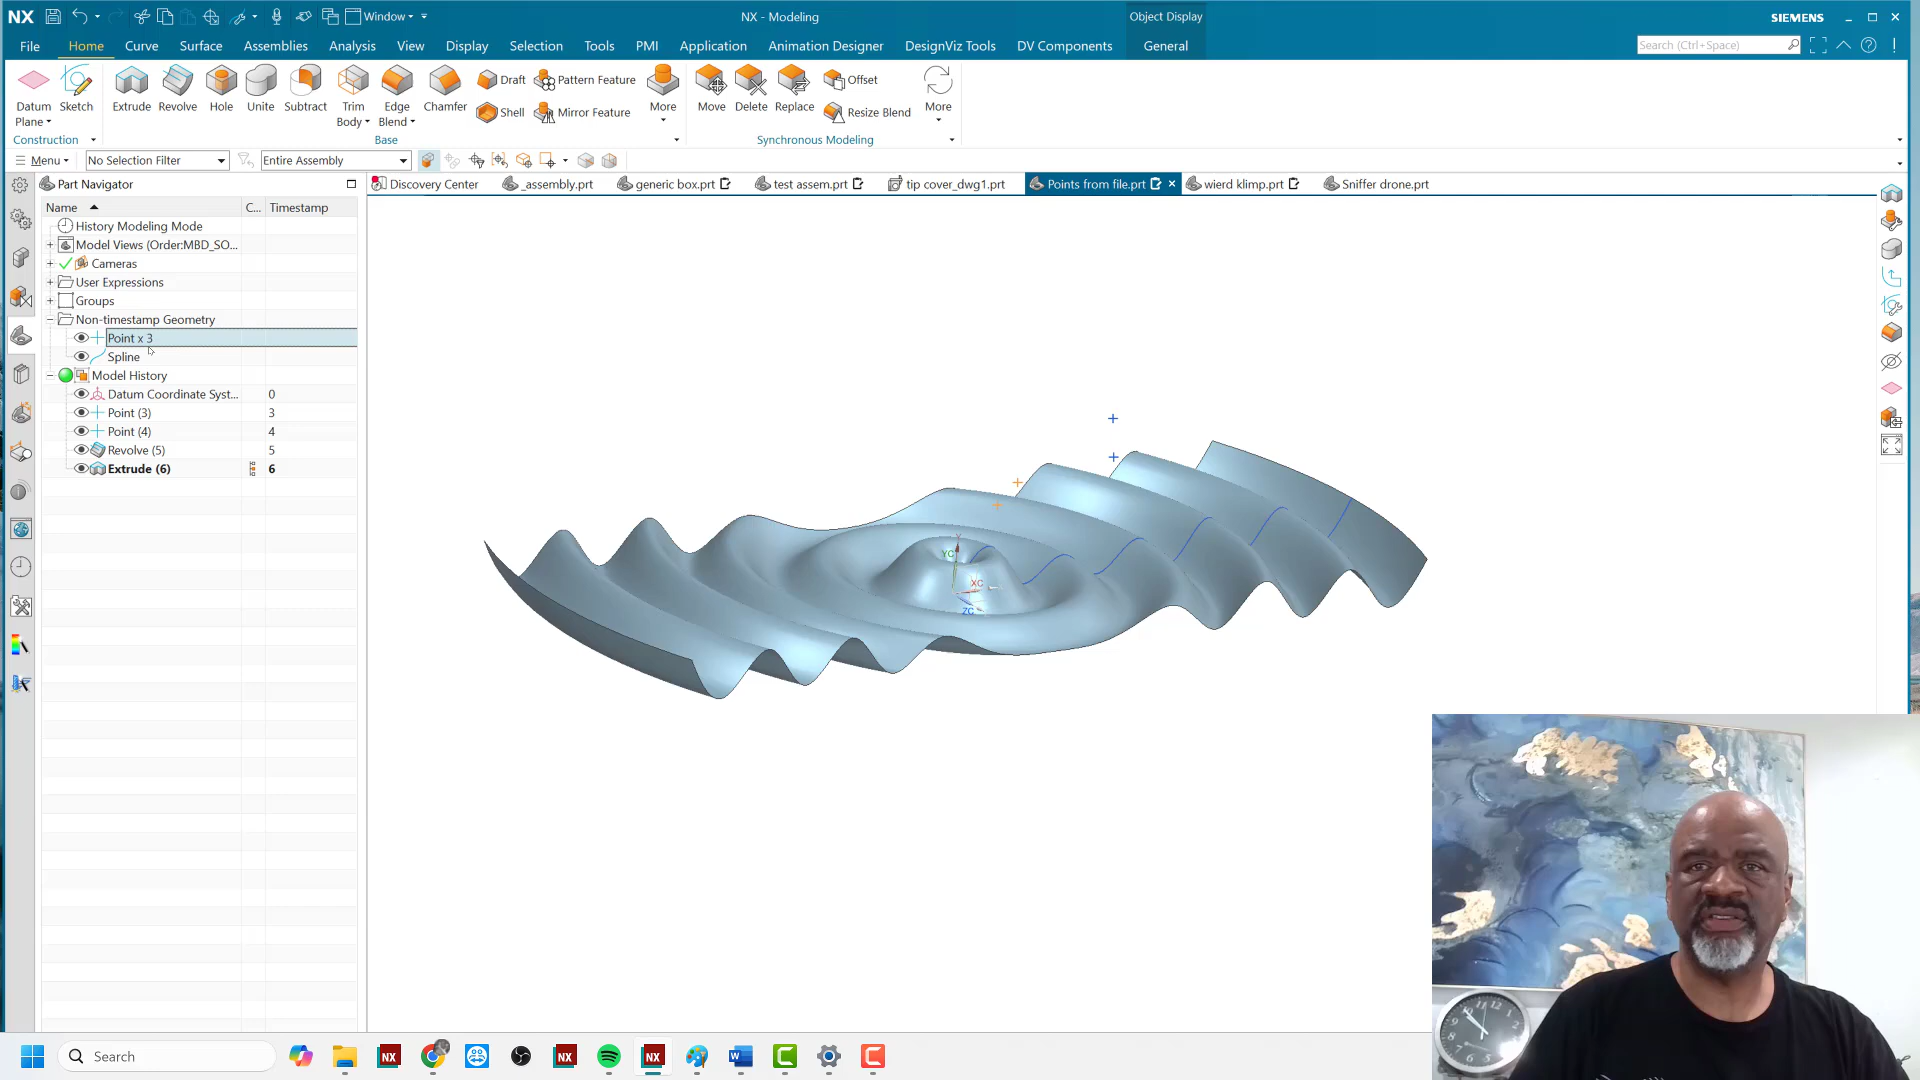 NX Window NX - Modeling Object Display SIEMENS
File Home Curve Surface Assemblies Analysis View Display Selection Tools PMI Application Animation Designer DesignViz Tools DV Components General Search (Ctrl+Space)
Datum Plane Sketch Extrude Revolve Hole Unite Subtract Trim Body Edge Blend Chamfer Draft Pattern Feature Shell Mirror Feature More Move Delete Replace Offset Resize Blend More
Construction Base Synchronous Modeling
Menu No Selection Filter Entire Assembly
Part Navigator Discovery Center _assembly.prt generic box.prt test assem.prt tip cover_dwg1.prt Points from file.prt wierd klimp.prt Sniffer drone.prt
Name C... Timestamp
History Modeling Mode
Model Views (Order:MBD_SO...
Cameras
User Expressions
Groups
Non-timestamp Geometry
Point x 3
Spline
Model History
Datum Coordinate Syst... 0
Point (3) 3
Point (4) 4
Revolve (5) 5
Extrude (6) 6
Y
YC
XC
ZC
Search NX NX NX